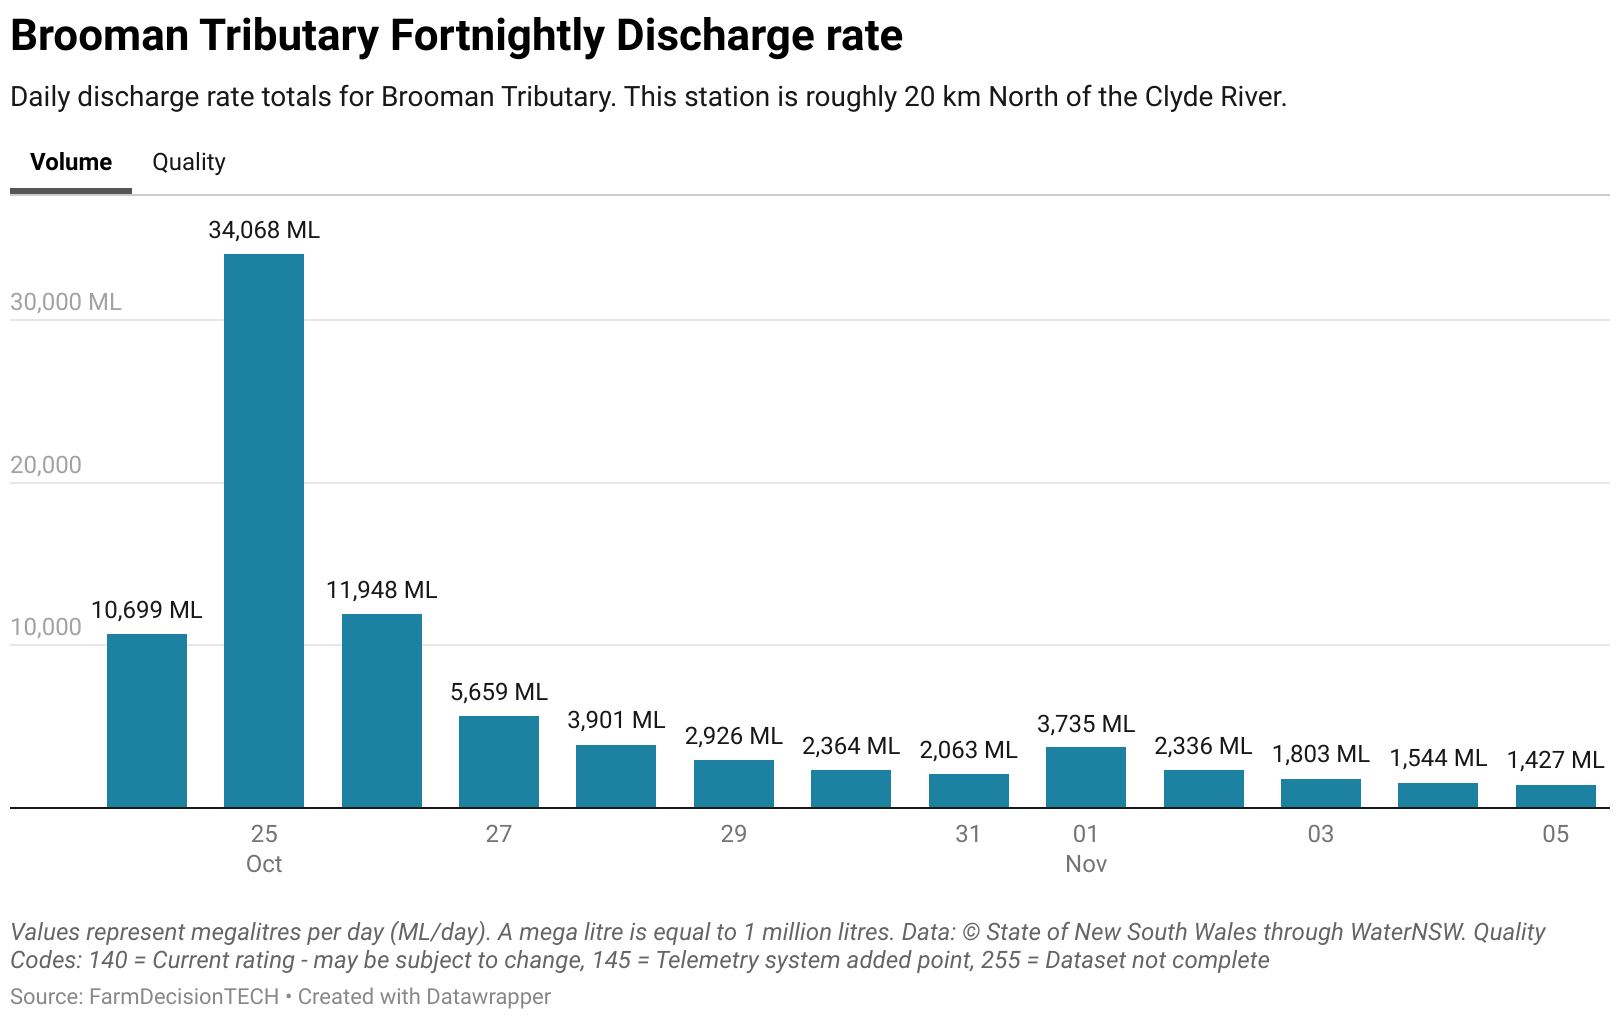 Brooman Tributary Fortnightly Discharge rate
Daily discharge rate totals for Brooman Tributary. This station is roughly 20 km North of the Clyde River.
Volume Quality
34,068 ML
30,000 ML
20,000
11,948 ML
10,699 ML
10,000
5,659 ML
3,901 ML
2,926 ML
2,364 ML
2,063 ML
3,735 ML
2,336 ML
1,803 ML
1,544 ML
1,427 ML
25 27 29 31 01 03 05
Oct Nov
Values represent megalitres per day (ML/day). A mega litre is equal to 1 million litres. Data: © State of New South Wales through WaterNSW. Quality
Codes: 140 = Current rating - may be subject to change, 145 = Telemetry system added point, 255 = Dataset not complete
Source: FarmDecisionTECH • Created with Datawrapper